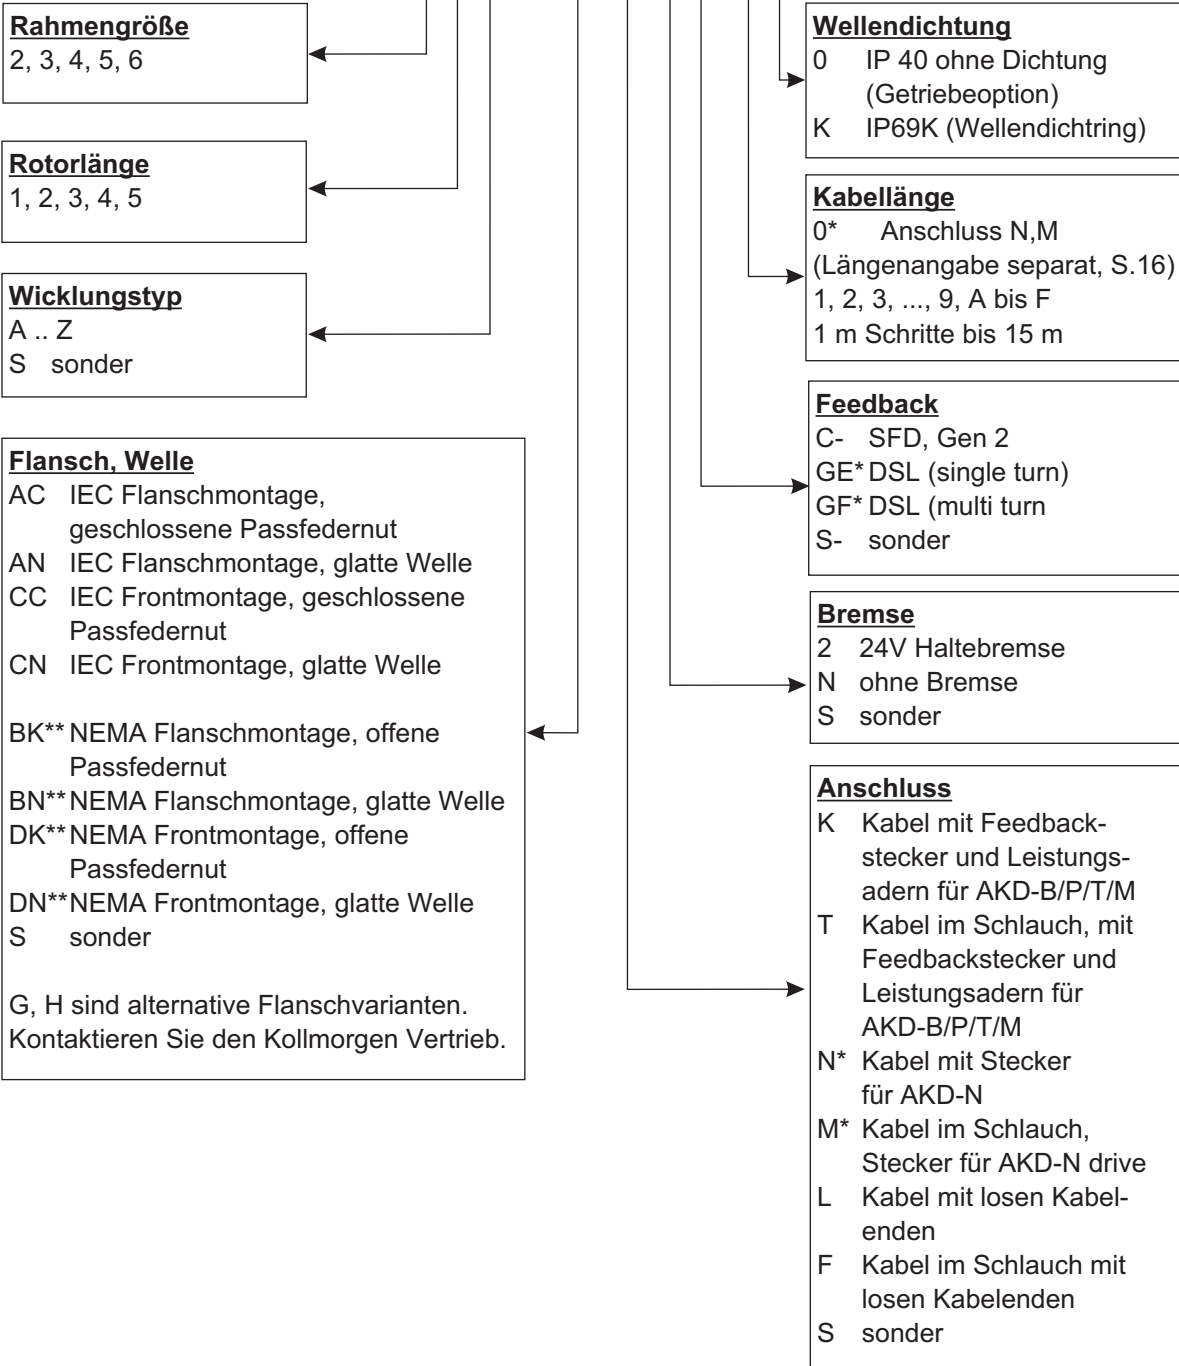 Rahmengröße
2, 3, 4, 5, 6
Rotorlänge
1, 2, 3, 4, 5
Wicklungstyp
A .. Z
S sonder
Flansch, Welle
AC IEC Flanschmontage,
geschlossene Passfedernut
AN IEC Flanschmontage, glatte Welle
CC IEC Frontmontage, geschlossene
Passfedernut
CN IEC Frontmontage, glatte Welle
BK** NEMA Flanschmontage, offene
Passfedernut
BN** NEMA Flanschmontage, glatte Welle
DK** NEMA Frontmontage, offene
Passfedernut
DN** NEMA Frontmontage, glatte Welle
S sonder
G, H sind alternative Flanschvarianten.
Kontaktieren Sie den Kollmorgen Vertrieb.
Wellendichtung
0 IP 40 ohne Dichtung
(Getriebeoption)
K IP69K (Wellendichtring)
Kabellänge
0* Anschluss N,M
(Längenangabe separat, S.16)
1, 2, 3, ..., 9, A bis F
1 m Schritte bis 15 m
Feedback
C- SFD, Gen 2
GE* DSL (single turn)
GF* DSL (multi turn
S- sonder
Bremse
2 24V Haltebremse
N ohne Bremse
S sonder
Anschluss
K Kabel mit Feedback-
stecker und Leistungs-
adern für AKD-B/P/T/M
T Kabel im Schlauch, mit
Feedbackstecker und
Leistungsadern für
AKD-B/P/T/M
N* Kabel mit Stecker
für AKD-N
M* Kabel im Schlauch,
Stecker für AKD-N drive
L Kabel mit losen Kabel-
enden
F Kabel im Schlauch mit
losen Kabelenden
S sonder